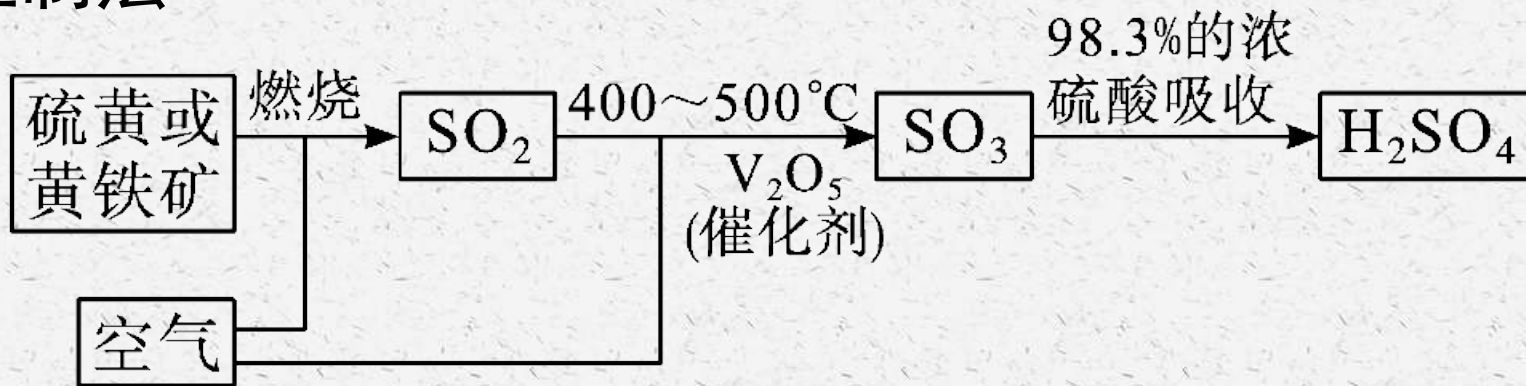 硫黄或
黄铁矿
燃烧
SO₂
400～500℃
V₂O₅
(催化剂)
SO₃
98.3%的浓
硫酸吸收
H₂SO₄
空气